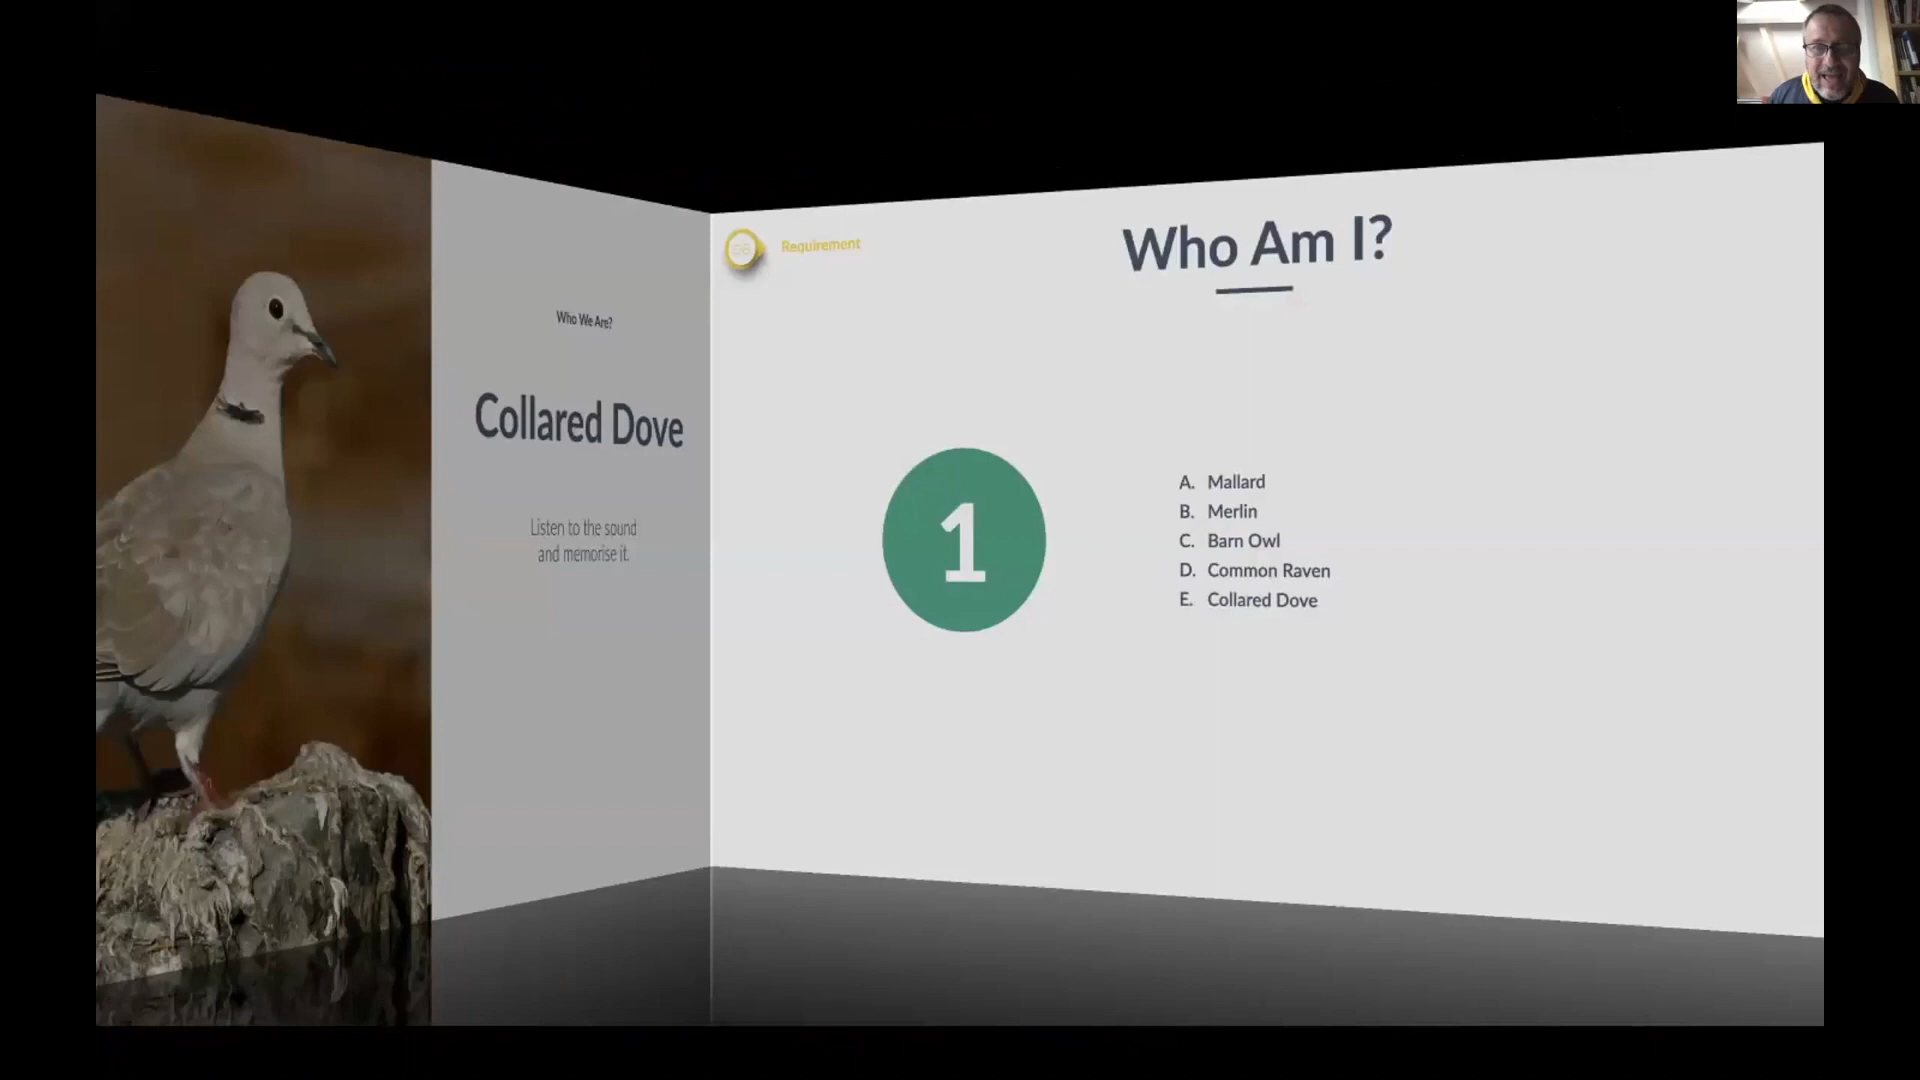 Who We Are?
Collared Dove
Listen to the sound
and memorise it.
Requirement
Who Am I?
1
A. Mallard
B. Merlin
C. Barn Owl
D. Common Raven
E. Collared Dove